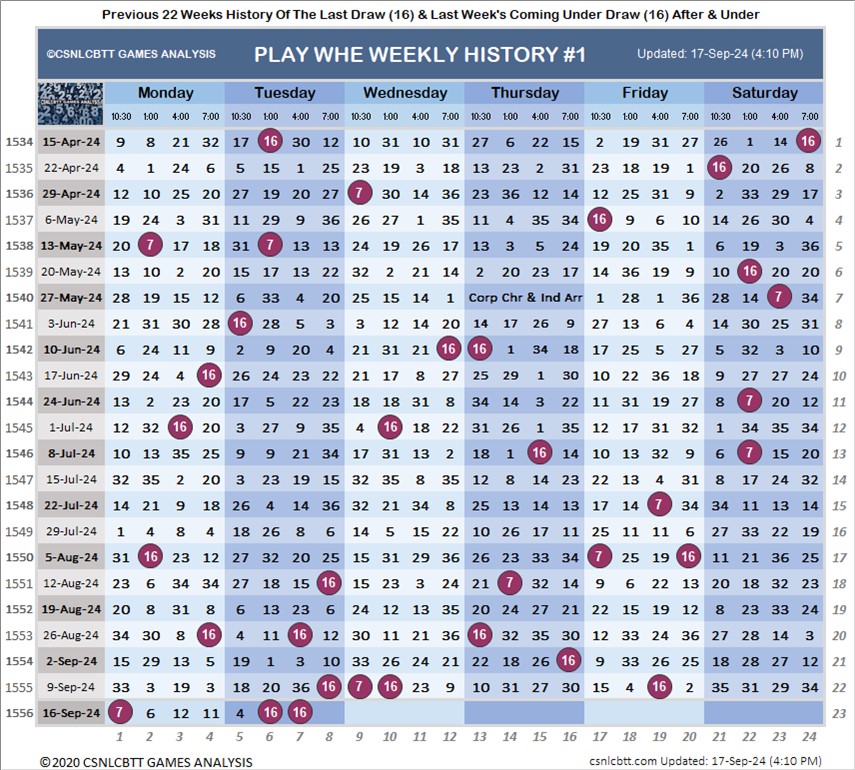 Previous 22 Weeks History Of The Last Draw (16) & Last Week's Coming Under Draw (16) After & Under
©CSNLCBTT GAMES ANALYSIS PLAY WHE WEEKLY HISTORY #1 Updated: 17-Sep-24 (4:10 PM)
CSNLCBTT GAMES ANALYSIS Monday Tuesday Wednesday Thursday Friday Saturday
10:30 1:00 4:00 7:00 10:30 1:00 4:00 7:00 10:30 1:00 4:00 7:00 10:30 1:00 4:00 7:00 10:30 1:00 4:00 7:00 10:30 1:00 4:00 7:00
1534 15-Apr-24 9 8 21 32 17 16 30 12 10 31 10 31 27 6 22 15 2 19 31 27 26 1 14 16 1
1535 22-Apr-24 4 1 24 6 5 15 1 25 23 19 3 18 13 23 2 31 23 18 19 1 16 20 26 8 2
1536 29-Apr-24 12 10 25 20 27 19 20 27 7 30 14 36 23 36 12 14 12 25 31 9 2 33 29 17 3
1537 6-May-24 19 24 3 31 11 29 9 36 26 27 1 35 11 4 35 34 16 9 6 10 14 26 30 4 4
1538 13-May-24 20 7 17 18 31 7 13 13 24 19 26 17 13 3 5 24 19 20 35 1 6 19 3 36 5
1539 20-May-24 13 10 2 20 15 17 13 22 32 2 21 14 2 20 23 17 14 36 19 9 10 16 20 20 6
1540 27-May-24 28 19 15 12 6 33 4 20 25 15 14 1 Corp Chr & Ind Arr 1 28 1 36 28 14 7 34 7
1541 3-Jun-24 21 31 30 28 16 28 5 3 3 12 14 20 14 17 26 9 27 13 6 4 14 30 25 31 8
1542 10-Jun-24 6 24 11 9 2 9 20 4 31 21 12 16 16 1 34 18 17 25 5 27 5 32 3 10 9
1543 17-Jun-24 29 24 4 16 26 24 23 22 21 17 8 27 25 29 1 30 10 22 36 18 9 27 27 24 10
1544 24-Jun-24 13 2 23 20 17 5 22 23 18 18 31 8 34 14 3 22 11 31 19 27 8 7 20 12 11
1545 1-Jul-24 12 32 16 20 3 27 9 35 4 16 18 22 31 26 1 35 12 17 31 32 1 34 35 34 12
1546 8-Jul-24 10 13 35 25 9 9 21 34 17 31 13 2 18 1 16 14 10 13 32 9 6 7 15 20 13
1547 15-Jul-24 32 35 2 20 3 23 19 15 32 35 8 35 12 8 14 23 22 13 4 31 8 17 24 32 14
1548 22-Jul-24 14 21 9 18 26 4 14 36 32 21 34 8 25 13 14 13 17 14 7 34 34 11 13 14 15
1549 29-Jul-24 1 4 8 4 18 26 8 6 14 5 15 22 10 26 17 11 25 11 11 6 27 33 22 19 16
1550 5-Aug-24 31 16 23 12 27 32 20 25 15 31 29 36 26 23 33 34 7 25 19 16 11 21 36 25 17
1551 12-Aug-24 23 6 34 34 27 18 15 16 15 23 3 24 21 7 32 14 9 6 22 13 20 18 32 23 18
1552 19-Aug-24 20 8 31 8 6 13 23 6 24 12 13 35 20 24 27 21 22 15 19 12 8 23 33 24 19
1553 26-Aug-24 34 30 8 16 4 11 16 12 30 11 21 36 16 32 35 30 12 33 24 6 27 28 14 3 20
1554 2-Sep-24 15 29 13 5 19 1 3 10 33 26 24 21 22 18 26 16 9 33 26 25 18 28 27 12 21
1555 9-Sep-24 33 3 19 3 18 20 36 16 7 16 23 9 10 31 27 30 15 4 16 2 35 31 29 34 22
1556 16-Sep-24 7 6 12 11 4 16 16 23
1 2 3 4 5 6 7 8 9 10 11 12 13 14 15 16 17 18 19 20 21 22 23 24
©2020 CSNLCBTT GAMES ANALYSIS csnlcbtt.com Updated: 17-Sep-24 (4:10 PM)